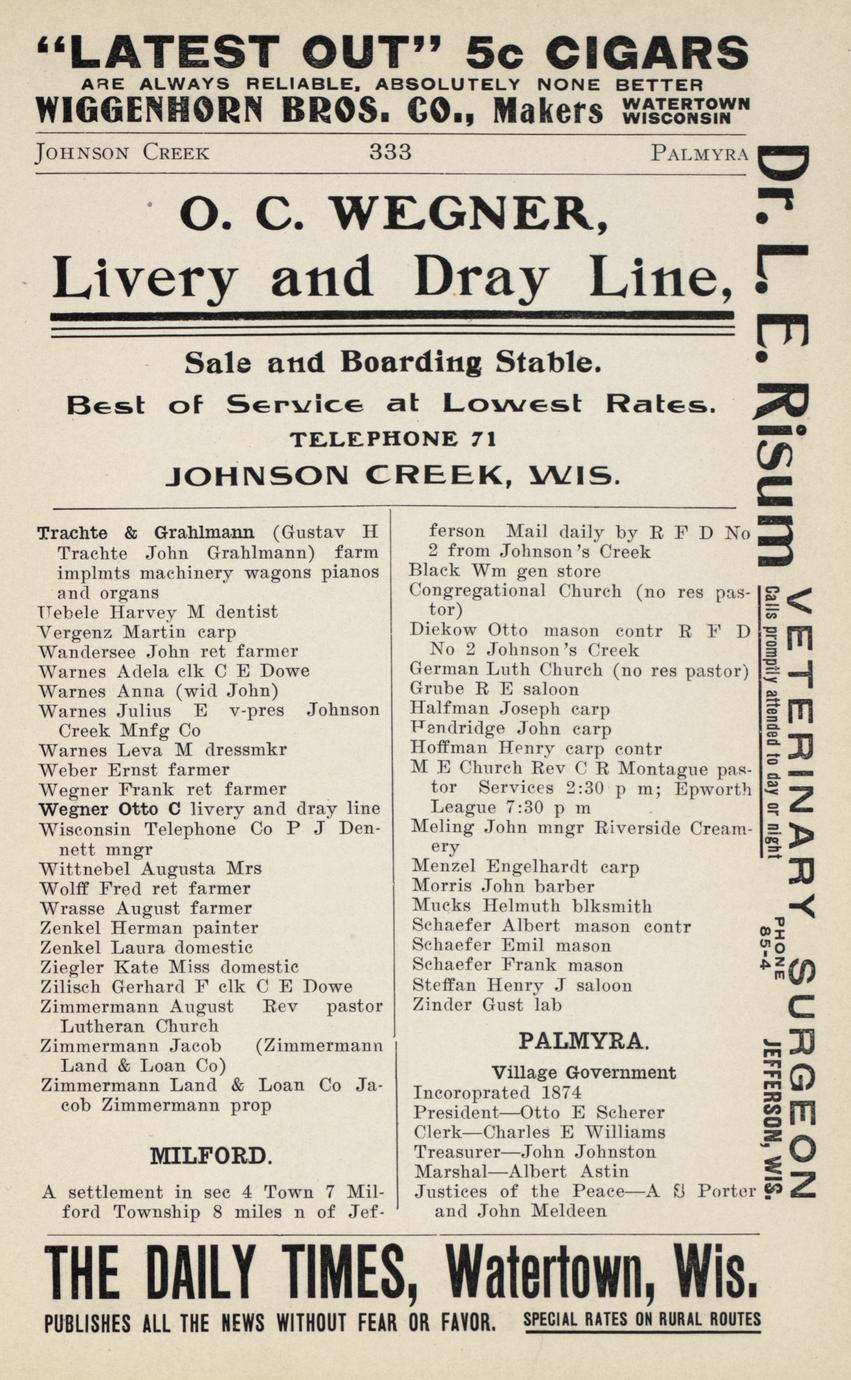 “LATEST OUT” 5c CIGARS
ARE ALWAYS RELIABLE, ABSOLUTELY NONE BETTER
WIGGENHORN BROS. CO., Makers WATERTOWN WISCONSIN
JOHNSON CREEK 333 PALMYRA
O. C. WEGNER,
Livery and Dray Line,
Sale and Boarding Stable.
Best of Service at Lowest Rates.
TELEPHONE 71
JOHNSON CREEK, WIS.
Trachte & Grahlmann (Gustav H
Trachte John Grahlmann) farm
implmts machinery wagons pianos
and organs
Uebele Harvey M dentist
Vergenz Martin carp
Wandersee John ret farmer
Warnes Adela clk C E Dowe
Warnes Anna (wid John)
Warnes Julius E v-pres Johnson
Creek Mnfg Co
Warnes Leva M dressmkr
Weber Ernst farmer
Wegner Frank ret farmer
Wegner Otto C livery and dray line
Wisconsin Telephone Co P J Den-
nett mngr
Wittnebel Augusta Mrs
Wolff Fred ret farmer
Wrasse August farmer
Zenkel Herman painter
Zenkel Laura domestic
Ziegler Kate Miss domestic
Zilisch Gerhard F clk C E Dowe
Zimmermann August Rev pastor
Lutheran Church
Zimmermann Jacob (Zimmermann
Land & Loan Co)
Zimmermann Land & Loan Co Ja-
cob Zimmermann prop
MILFORD.
A settlement in sec 4 Town 7 Mil-
ford Township 8 miles n of Jef-
ferson Mail daily by R F D No
2 from Johnson's Creek
Black Wm gen store
Congregational Church (no res pas-
tor)
Diekow Otto mason contr R F D
No 2 Johnson's Creek
German Luth Church (no res pastor)
Grube R E saloon
Halfman Joseph carp
Hendridge John carp
Hoffman Henry carp contr
M E Church Rev C R Montague pas-
tor Services 2:30 p m; Epworth
League 7:30 p m
Meling John mngr Riverside Cream-
ery
Menzel Engelhardt carp
Morris John barber
Mucks Helmuth blksmith
Schaefer Albert mason contr
Schaefer Emil mason
Schaefer Frank mason
Steffan Henry J saloon
Zinder Gust lab
PALMYRA.
Village Government
Incoroprated 1874
President—Otto E Scherer
Clerk—Charles E Williams
Treasurer—John Johnston
Marshal—Albert Astin
Justices of the Peace—A Porter
and John Meldeen
Dr. L. E. Risum
VETERINARY SURGEON
Calls promptly attended to day or night
PHONE
85-4
JEFFERSON, WIS.
THE DAILY TIMES, Watertown, Wis.
PUBLISHES ALL THE NEWS WITHOUT FEAR OR FAVOR. SPECIAL RATES ON RURAL ROUTES